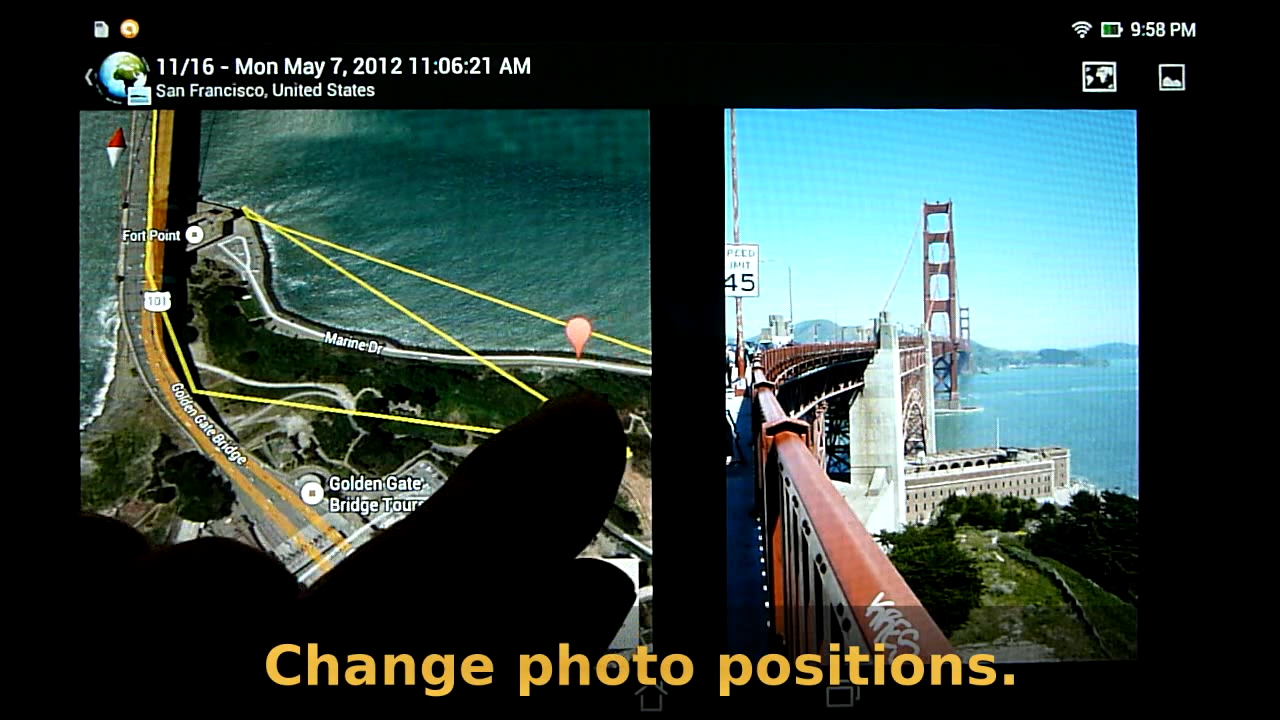 9:58 PM
11/16 - Mon May 7, 2012 11:06:21 AM
San Francisco, United States
Fort Point
101
Marine Dr
Golden Gate Bridge
Golden Gate
Bridge Tours
SPEED
LIMIT
45
Change photo positions.